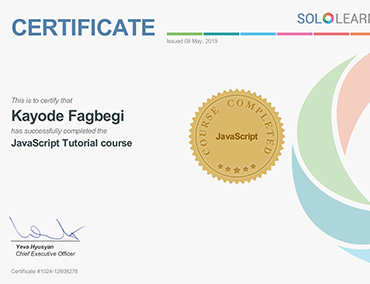 CERTIFICATE
SOLOLEARN
Issued 08 May, 2019
This is to certify that
Kayode Fagbegi
has successfully completed the
JavaScript Tutorial course
COURSE COMPLETED
JavaScript
Yeva Hyusyan
Chief Executive Officer
Certificate #1024-12608278